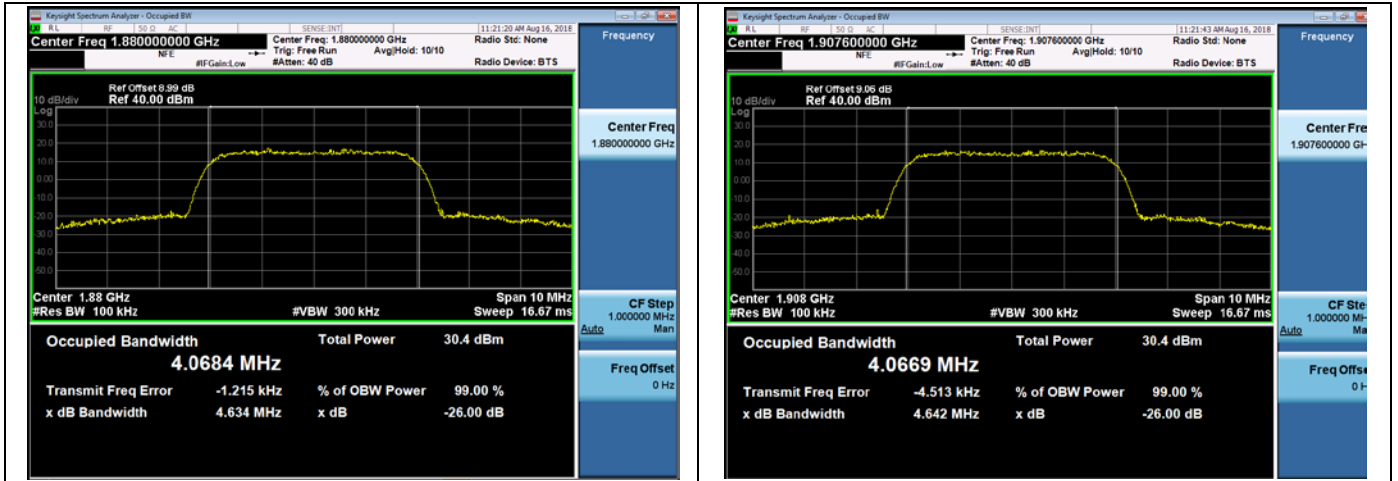 Keysight Spectrum Analyzer - Occupied BW
RL RF 50 Ω AC SENSE:INT 11:21:20 AM Aug 16, 2018
Center Freq 1.880000000 GHz Center Freq: 1.880000000 GHz Radio Std: None Frequency
NFE Trig: Free Run Avg|Hold: 10/10
#IFGain:Low #Atten: 40 dB Radio Device: BTS
Ref Offset 8.99 dB
10 dB/div Ref 40.00 dBm
Log
30.0
20.0
10.0
0.00
-10.0
-20.0
-30.0
-40.0
-50.0
Center Freq
1.880000000 GHz
Center 1.88 GHz Span 10 MHz
#Res BW 100 kHz #VBW 300 kHz Sweep 16.67 ms
CF Step
1.000000 MHz
Auto Man
Occupied Bandwidth Total Power 30.4 dBm
4.0684 MHz
Transmit Freq Error -1.215 kHz % of OBW Power 99.00 %
x dB Bandwidth 4.634 MHz x dB -26.00 dB
Freq Offset
0 Hz
Keysight Spectrum Analyzer - Occupied BW
RL RF 50 Ω AC SENSE:INT 11:21:43 AM Aug 16, 2018
Center Freq 1.907600000 GHz Center Freq: 1.907600000 GHz Radio Std: None Frequency
NFE Trig: Free Run Avg|Hold: 10/10
#IFGain:Low #Atten: 40 dB Radio Device: BTS
Ref Offset 9.06 dB
10 dB/div Ref 40.00 dBm
Log
30.0
20.0
10.0
0.00
-10.0
-20.0
-30.0
-40.0
-50.0
Center Fre
1.907600000 GH
Center 1.908 GHz Span 10 MHz
#Res BW 100 kHz #VBW 300 kHz Sweep 16.67 ms
CF Ste
1.000000 MH
Auto Ma
Occupied Bandwidth Total Power 30.4 dBm
4.0669 MHz
Transmit Freq Error -4.513 kHz % of OBW Power 99.00 %
x dB Bandwidth 4.642 MHz x dB -26.00 dB
Freq Offs
0 H